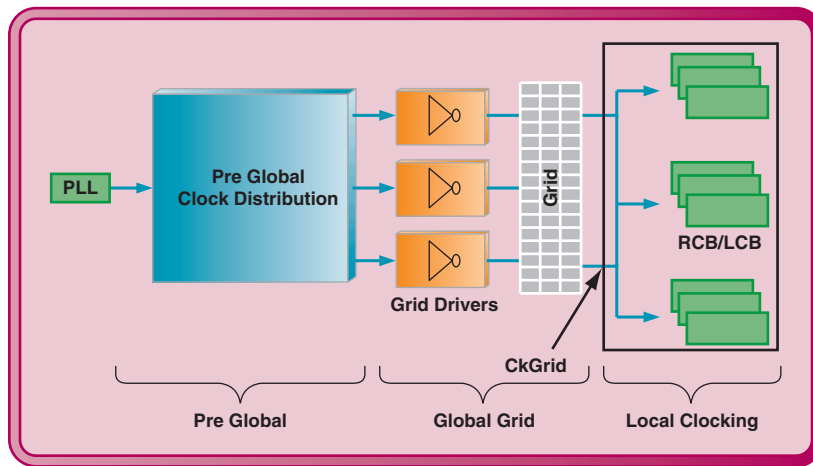 PLL
Pre Global
Clock Distribution
Grid Drivers
Grid
RCB/LCB
CkGrid
Pre Global
Global Grid
Local Clocking